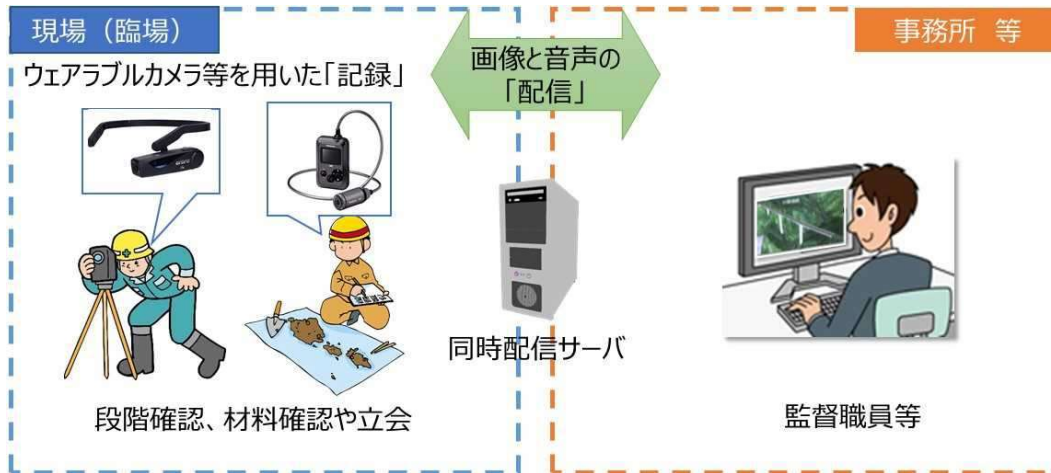 現場（臨場）
ウェアラブルカメラ等を用いた「記録」
画像と音声の
「配信」
事務所　等
同時配信サーバ
段階確認、材料確認や立会
監督職員等